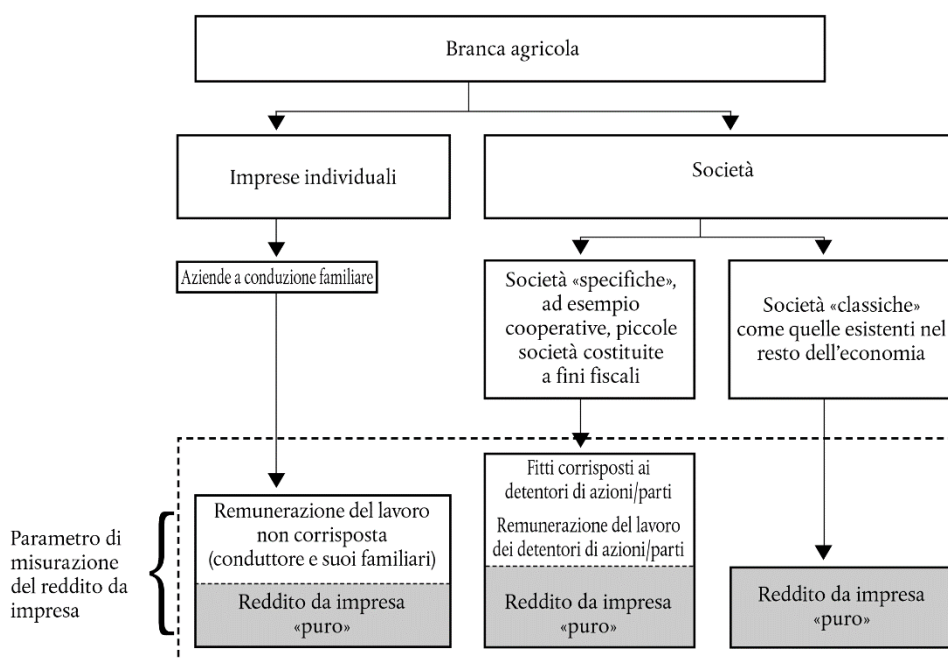 Branca agricola
Imprese individuali
Società
Aziende a conduzione familiare
Società «specifiche»,
ad esempio
cooperative, piccole
società costituite
a fini fiscali
Società «classiche»
come quelle esistenti nel
resto dell'economia
Parametro di
misurazione
del reddito da
impresa
Remunerazione del lavoro
non corrisposta
(conduttore e suoi familiari)
Reddito da impresa
«puro»
Fitti corrisposti ai
detentori di azioni/parti
Remunerazione del lavoro
dei detentori di azioni/parti
Reddito da impresa
«puro»
Reddito da impresa
«puro»